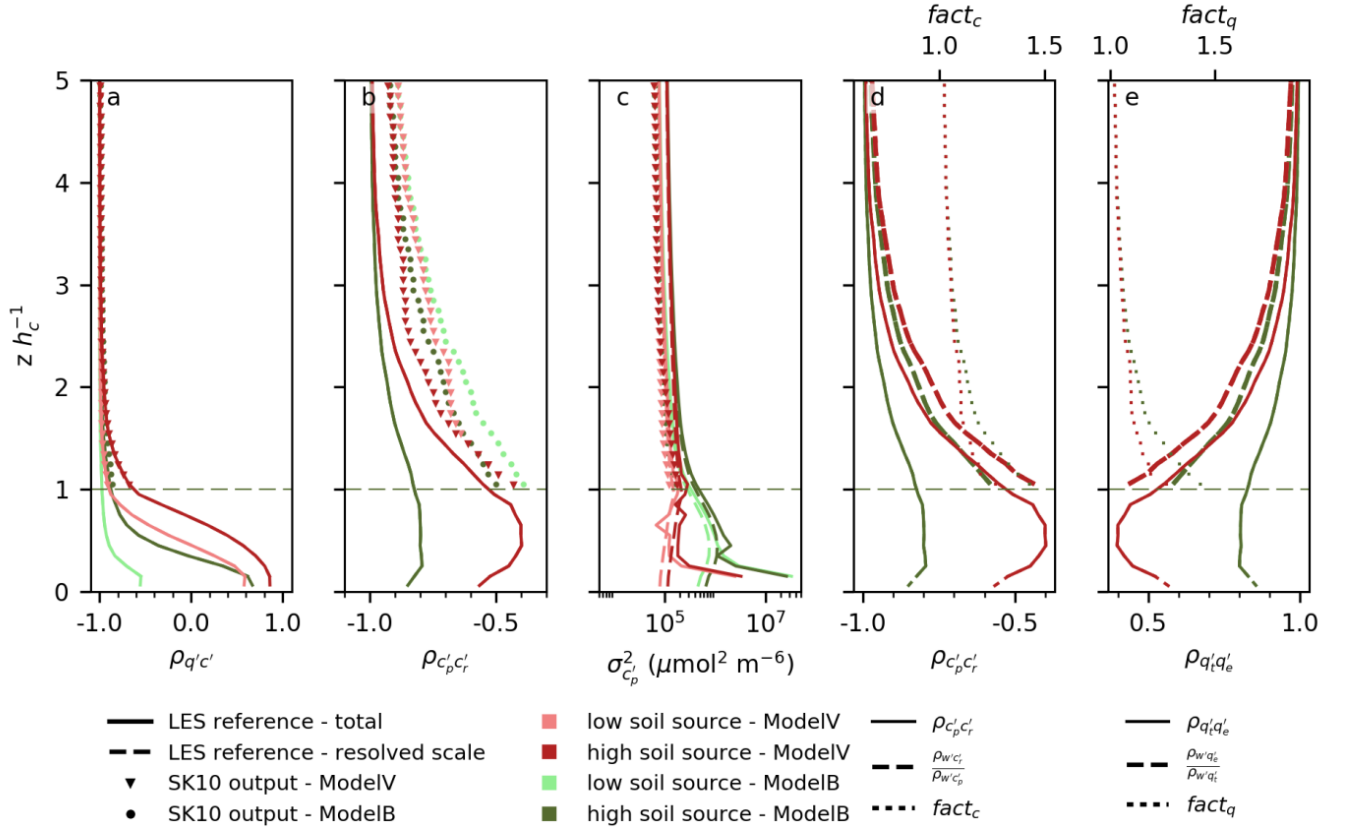 fact_c fact_q
1.0 1.5 1.0 1.5
5 a b c d e
4
3
2
1
0
z h_c^{-1}
-1.0 0.0 1.0 -1.0 -0.5 10^5 10^7 -1.0 -0.5 0.5 1.0
ρ_{q'c'} ρ_{c'_p c'_r} σ²_{c'_p} (μmol² m⁻⁶) ρ_{c'_p c'_r} ρ_{q'_t q'_e}
LES reference - total low soil source - ModelV ρ_{c'_p c'_r} ρ_{q'_t q'_e}
LES reference - resolved scale high soil source - ModelV ρ_{w'c'_r}/ρ_{w'c'_p} ρ_{w'q'_e}/ρ_{w'q'_t}
SK10 output - ModelV low soil source - ModelB fact_c fact_q
SK10 output - ModelB high soil source - ModelB